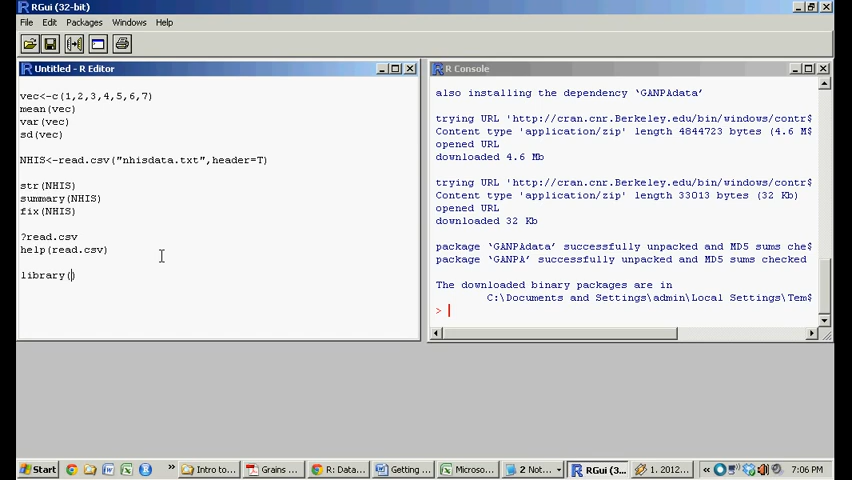 RGui (32-bit)
File Edit Packages Windows Help
Untitled - R Editor
vec<-c(1,2,3,4,5,6,7)
mean(vec)
var(vec)
sd(vec)
NHIS<-read.csv("nhisdata.txt",header=T)
str(NHIS)
summary(NHIS)
fix(NHIS)
?read.csv
help(read.csv)
library()
R Console
also installing the dependency ‘GANPAdata’
trying URL 'http://cran.cnr.Berkeley.edu/bin/windows/contr$
Content type 'application/zip' length 4844723 bytes (4.6 M$
opened URL
downloaded 4.6 Mb
trying URL 'http://cran.cnr.Berkeley.edu/bin/windows/contr$
Content type 'application/zip' length 33013 bytes (32 Kb)
opened URL
downloaded 32 Kb
package ‘GANPAdata’ successfully unpacked and MD5 sums che$
package ‘GANPA’ successfully unpacked and MD5 sums checked
The downloaded binary packages are in
C:\Documents and Settings\admin\Local Settings\Tem$
>
Start » Intro to... Grains ... R: Data... Getting ... Microso... 2 Not... RGui (3... 1. 2012... « 7:06 PM